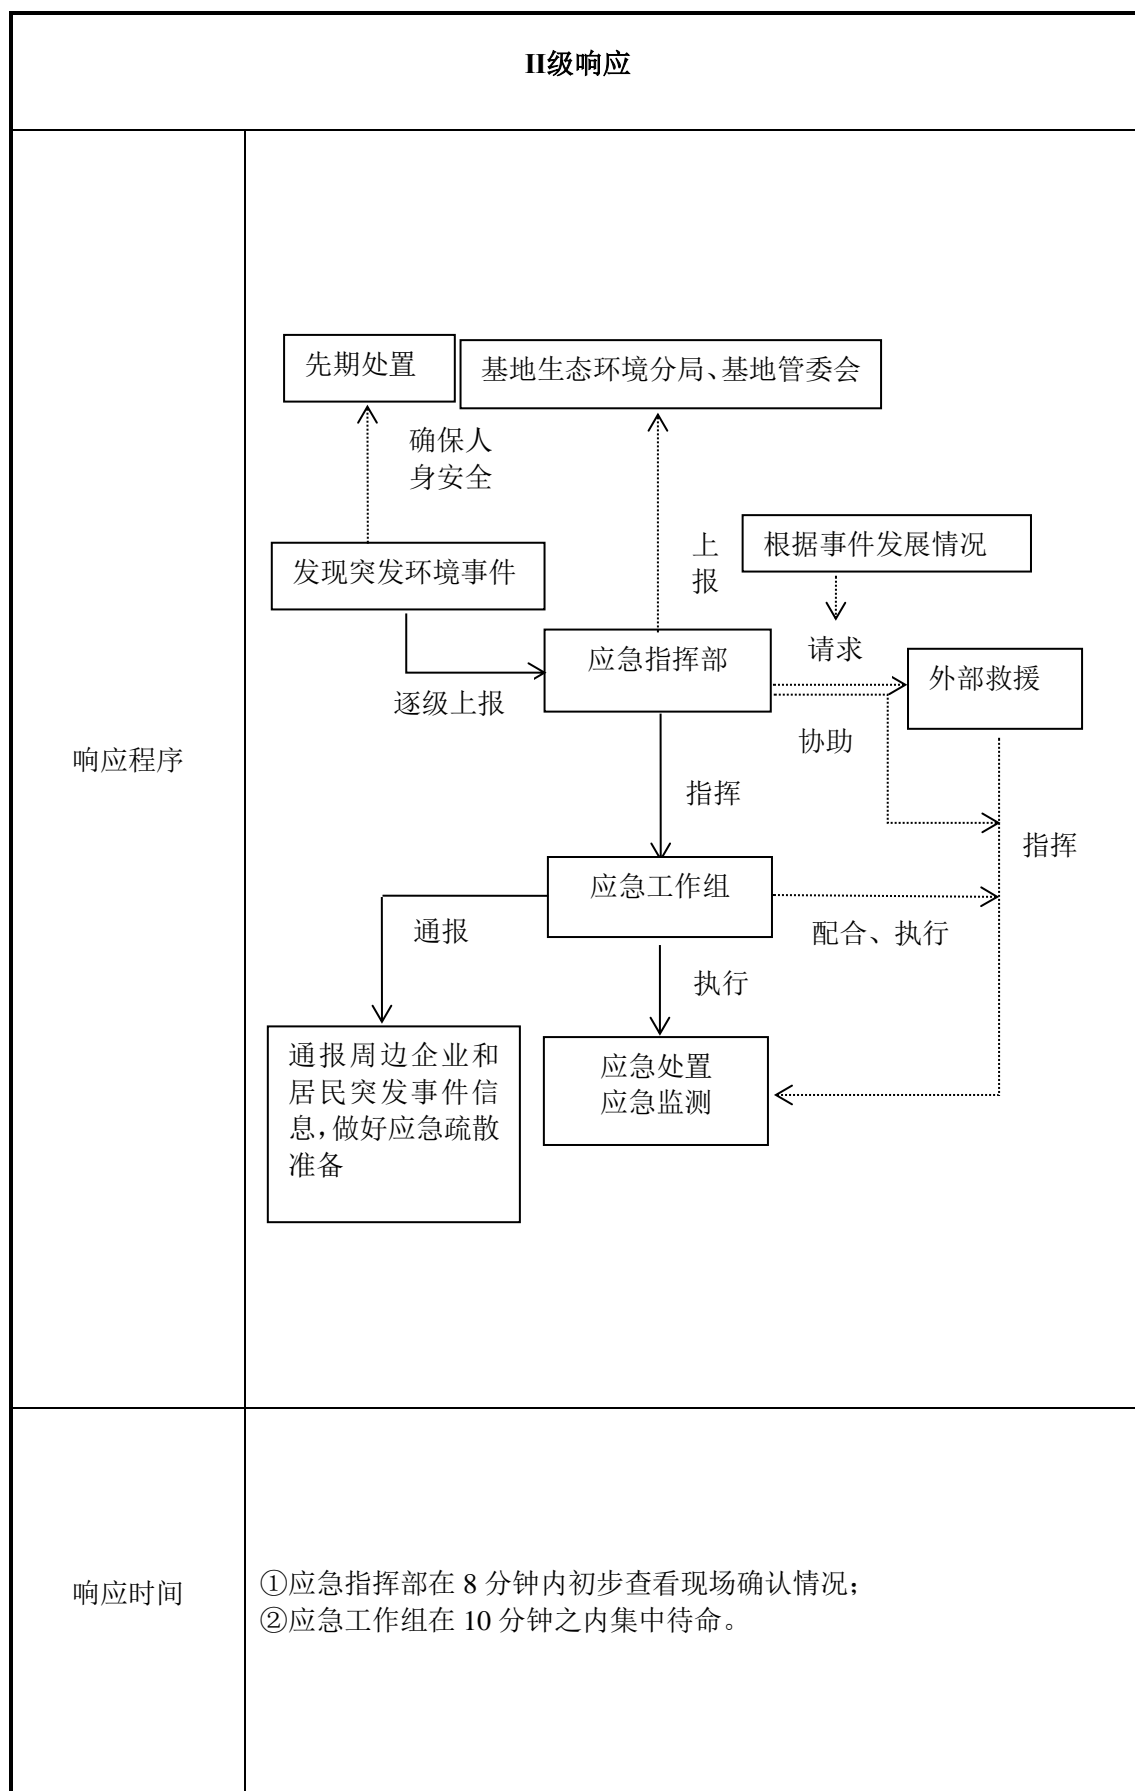 II级响应
响应程序
先期处置
基地生态环境分局、基地管委会
确保人
身安全
上
报
根据事件发展情况
发现突发环境事件
请求
应急指挥部
外部救援
逐级上报
协助
指挥
指挥
应急工作组
通报
配合、执行
执行
通报周边企业和
居民突发事件信
息，做好应急疏散
准备
应急处置
应急监测
响应时间
①应急指挥部在 8 分钟内初步查看现场确认情况；
②应急工作组在 10 分钟之内集中待命。